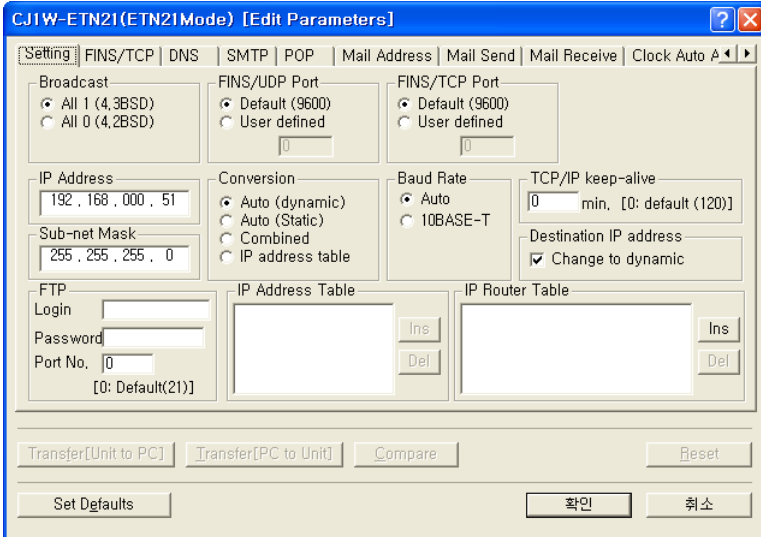 CJ1W-ETN21(ETN21Mode) [Edit Parameters]
Setting FINS/TCP DNS SMTP POP Mail Address Mail Send Mail Receive Clock Auto A
Broadcast
All 1 (4,3BSD)
All 0 (4,2BSD)
FINS/UDP Port
Default (9600)
User defined
0
FINS/TCP Port
Default (9600)
User defined
0
IP Address
192 . 168 . 000 . 51
Sub-net Mask
255 . 255 . 255 . 0
Conversion
Auto (dynamic)
Auto (Static)
Combined
IP address table
Baud Rate
Auto
10BASE-T
TCP/IP keep-alive
0 min, [0: default (120)]
Destination IP address
Change to dynamic
FTP
Login
Password
Port No, 0
[0: Default(21)]
IP Address Table
Ins
Del
IP Router Table
Ins
Del
Transfer[Unit to PC] Transfer[PC to Unit] Compare Reset
Set Defaults 확인 취소